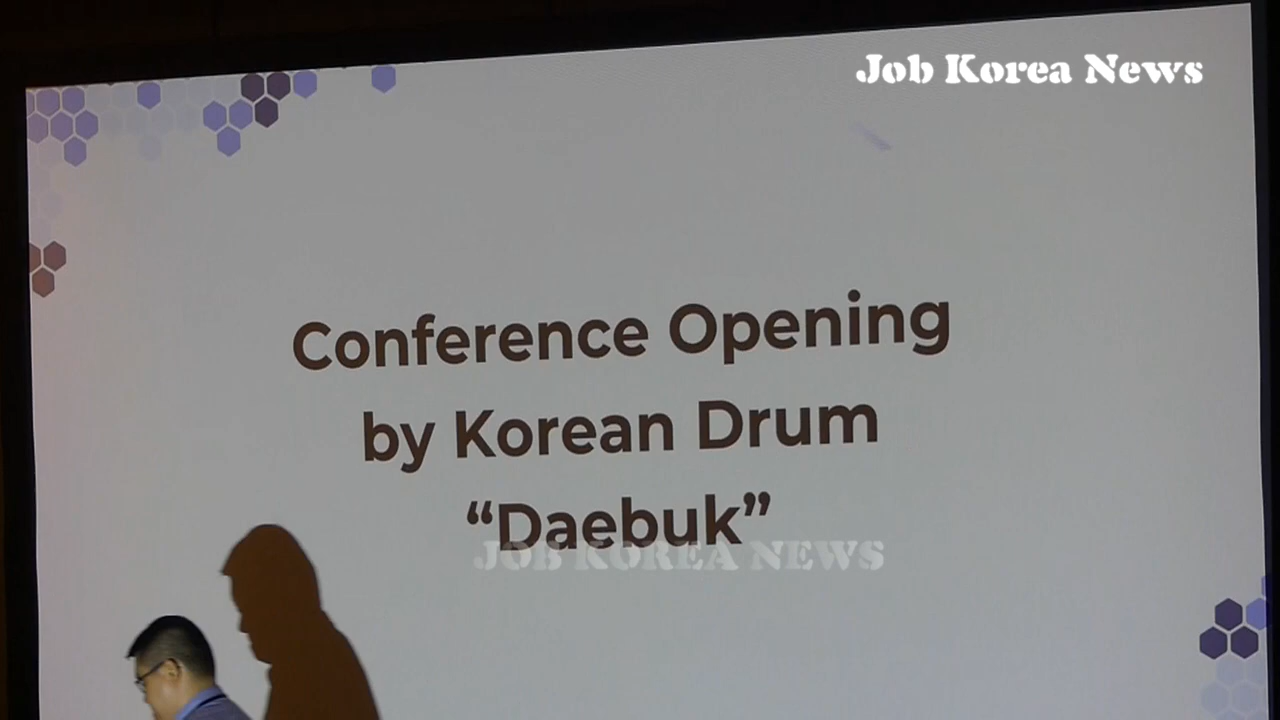 Job Korea News
Conference Opening
by Korean Drum
“Daebuk”
JOB KOREA NEWS